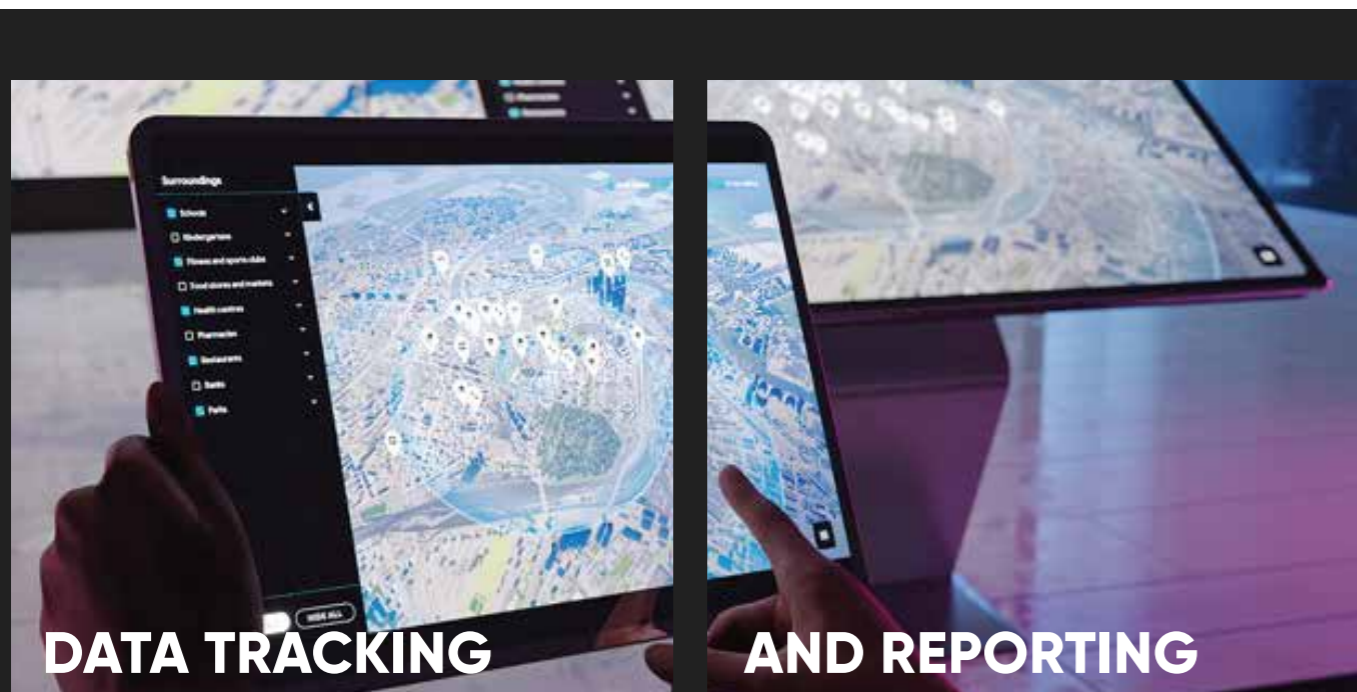 Surroundings
Schools
Kindergartens
Fitness and sports clubs
Food stores and markets
Health centres
Pharmacies
Restaurants
Banks
Parks
HIDE ALL
DATA TRACKING
AND REPORTING